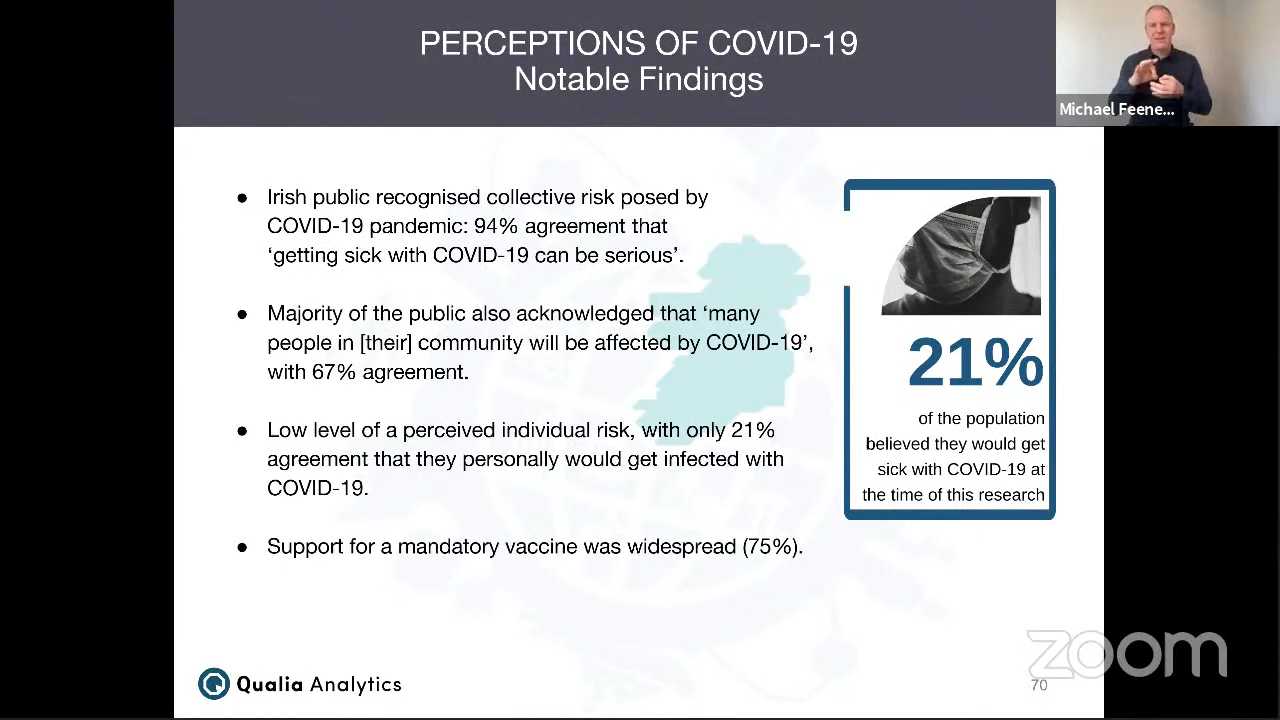 PERCEPTIONS OF COVID-19
Notable Findings
Michael Feene...
● Irish public recognised collective risk posed by
COVID-19 pandemic: 94% agreement that
‘getting sick with COVID-19 can be serious’.
● Majority of the public also acknowledged that ‘many
people in [their] community will be affected by COVID-19’,
with 67% agreement.
● Low level of a perceived individual risk, with only 21%
agreement that they personally would get infected with
COVID-19.
● Support for a mandatory vaccine was widespread (75%).
21%
of the population
believed they would get
sick with COVID-19 at
the time of this research
Qualia Analytics
zoom
70